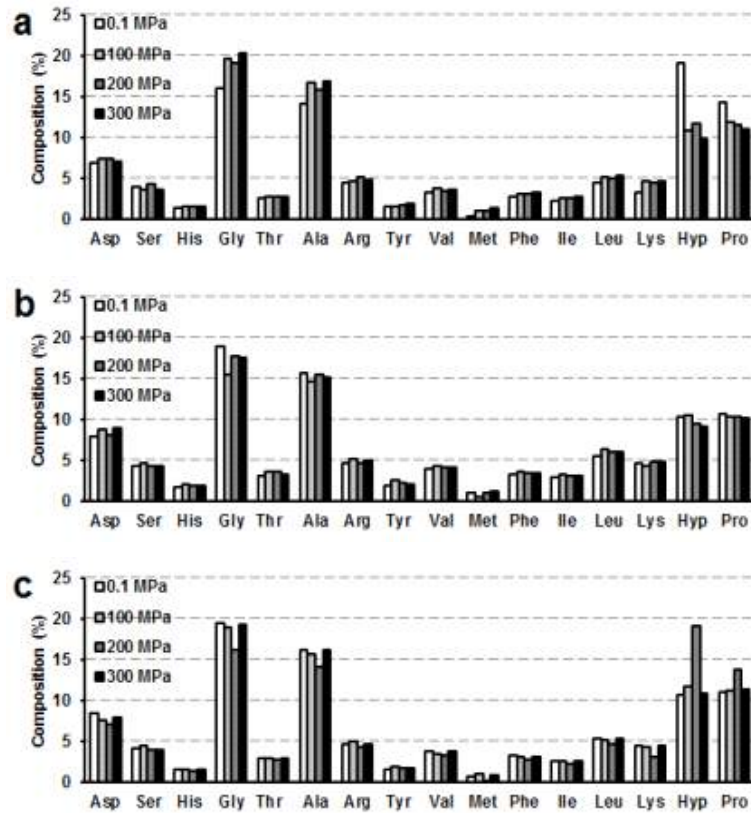 a
25
20
15
10
5
0
Composition (%)
0.1 MPa
100 MPa
200 MPa
300 MPa
Asp Ser His Gly Thr Ala Arg Tyr Val Met Phe Ile Leu Lys Hyp Pro
b
25
20
15
10
5
0
Composition (%)
0.1 MPa
100 MPa
200 MPa
300 MPa
Asp Ser His Gly Thr Ala Arg Tyr Val Met Phe Ile Leu Lys Hyp Pro
c
25
20
15
10
5
0
Composition (%)
0.1 MPa
100 MPa
200 MPa
300 MPa
Asp Ser His Gly Thr Ala Arg Tyr Val Met Phe Ile Leu Lys Hyp Pro